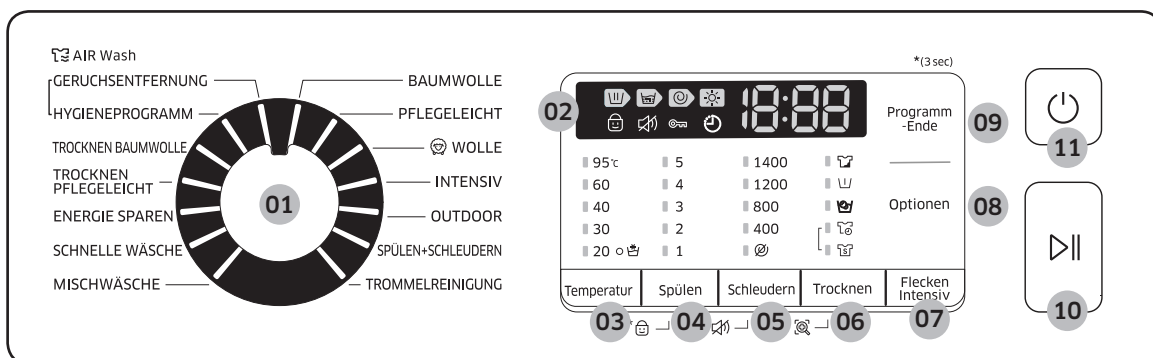 AIR Wash
GERUCHSENTFERNUNG
HYGIENEPROGRAMM
TROCKNEN BAUMWOLLE
TROCKNEN
PFLEGELEICHT
ENERGIE SPAREN
SCHNELLE WÄSCHE
MISCHWÄSCHE
01
BAUMWOLLE
PFLEGELEICHT
WOLLE
INTENSIV
OUTDOOR
SPÜLEN+SCHLEUDERN
TROMMELREINIGUNG
*(3 sec)
02
18:88
95℃ 5 1400
60 4 1200
40 3 800
30 2 400
20 1
Programm
-Ende
09
Optionen
08
Temperatur
Spülen
Schleudern
Trocknen
Flecken
Intensiv
03 * 04 05 06 07
11
10